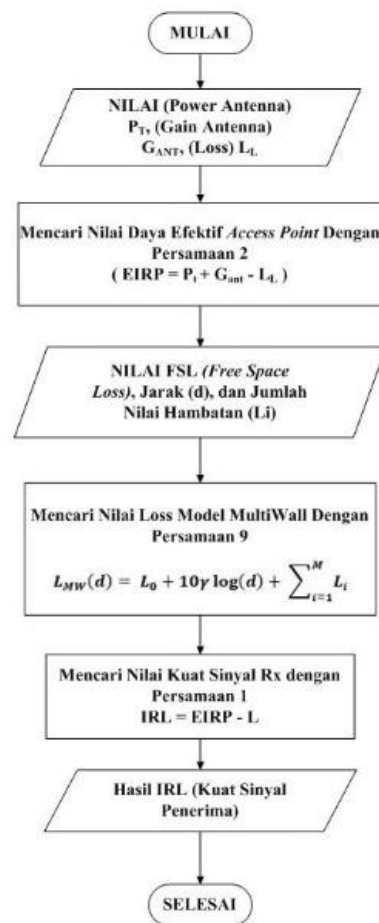 MULAI
NILAI (Power Antenna)
P_T, (Gain Antenna)
G_ANT, (Loss) L_L
Mencari Nilai Daya Efektif Access Point Dengan
Persamaan 2
( EIRP = P_t + G_ant - L_L )
NILAI FSL (Free Space
Loss), Jarak (d), dan Jumlah
Nilai Hambatan (Li)
Mencari Nilai Loss Model MultiWall Dengan
Persamaan 9
L_MW(d) = L_0 + 10γ log(d) + ∑_{i=1}^{M} L_i
Mencari Nilai Kuat Sinyal Rx dengan
Persamaan 1
IRL = EIRP - L
Hasil IRL (Kuat Sinyal
Penerima)
SELESAI